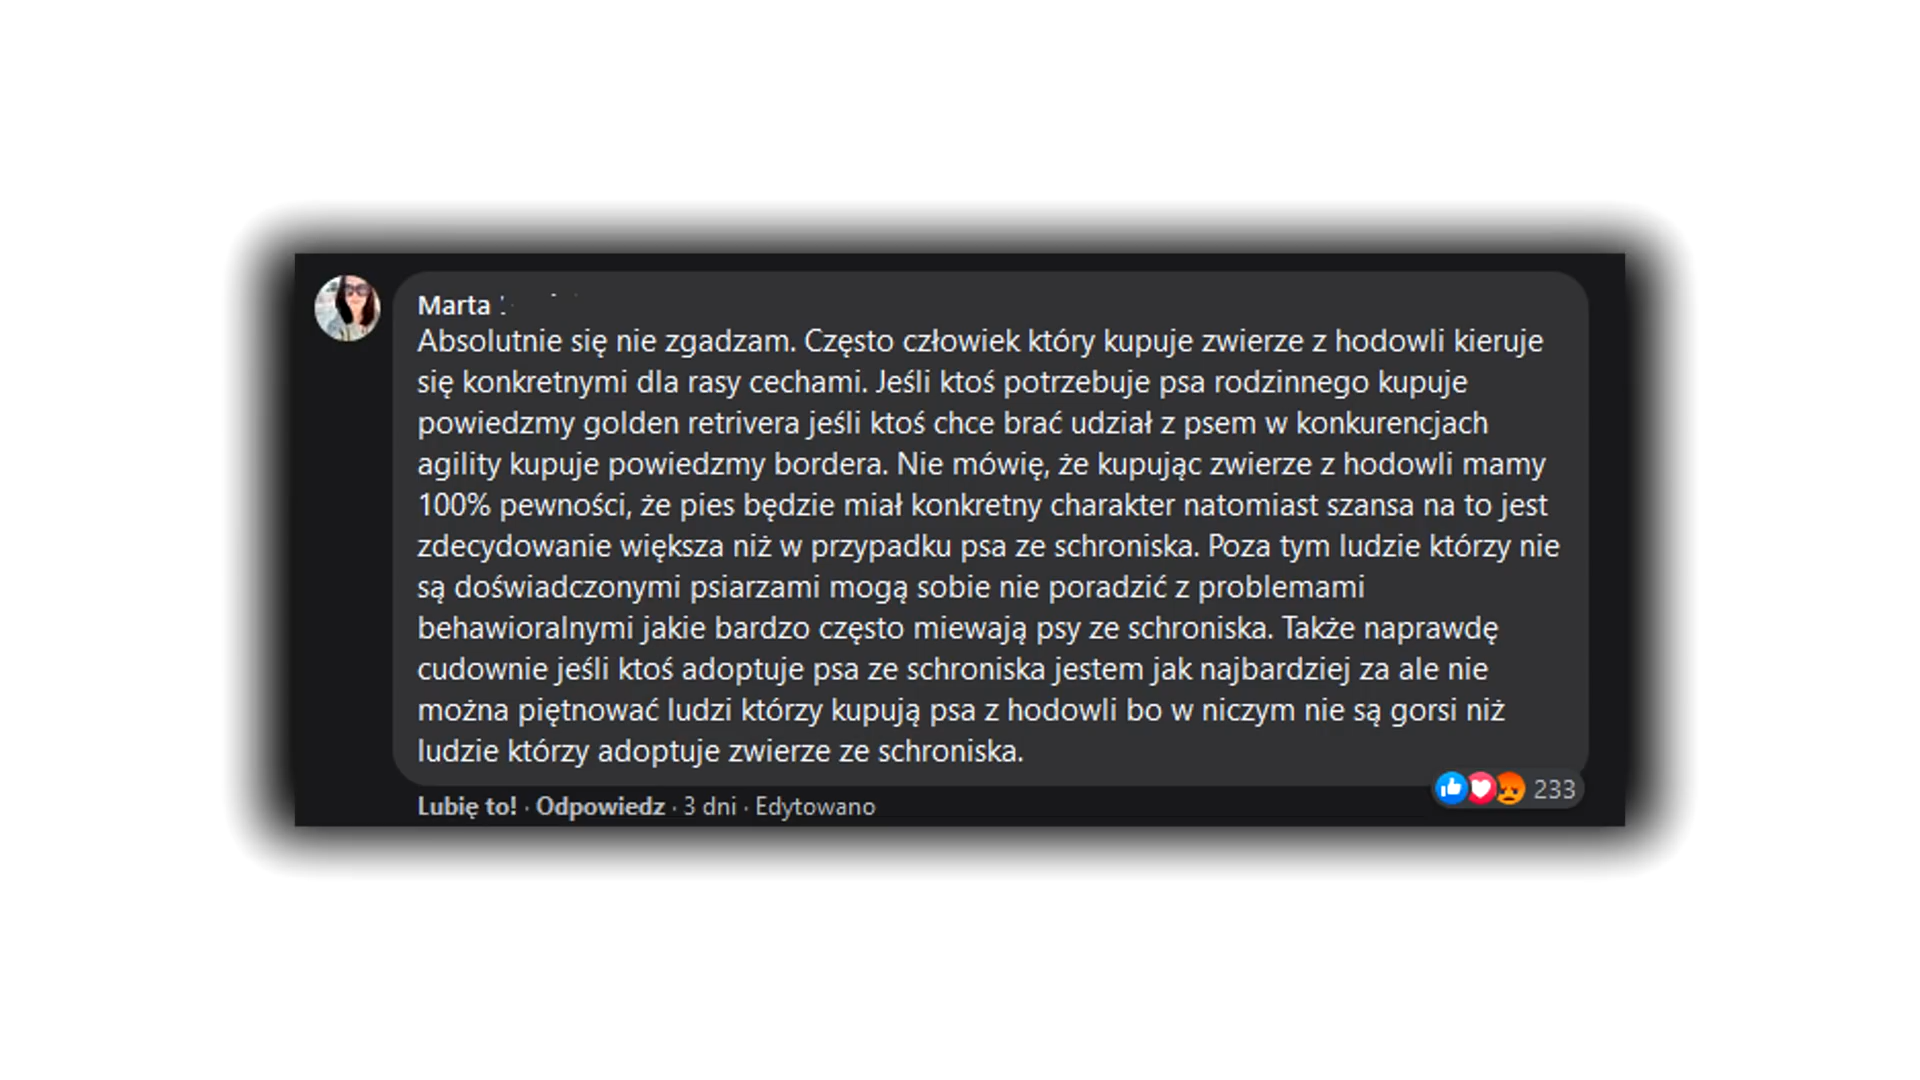 Marta
Absolutnie się nie zgadzam. Często człowiek który kupuje zwierze z hodowli kieruje
się konkretnymi dla rasy cechami. Jeśli ktoś potrzebuje psa rodzinnego kupuje
powiedzmy golden retrivera jeśli ktoś chce brać udział z psem w konkurencjach
agility kupuje powiedzmy bordera. Nie mówię, że kupując zwierze z hodowli mamy
100% pewności, że pies będzie miał konkretny charakter natomiast szansa na to jest
zdecydowanie większa niż w przypadku psa ze schroniska. Poza tym ludzie którzy nie
są doświadczonymi psiarzami mogą sobie nie poradzić z problemami
behawioralnymi jakie bardzo często miewają psy ze schroniska. Także naprawdę
cudownie jeśli ktoś adoptuje psa ze schroniska jestem jak najbardziej za ale nie
można piętnować ludzi którzy kupują psa z hodowli bo w niczym nie są gorsi niż
ludzie którzy adoptuje zwierze ze schroniska.
233
Lubię to! · Odpowiedz · 3 dni · Edytowano